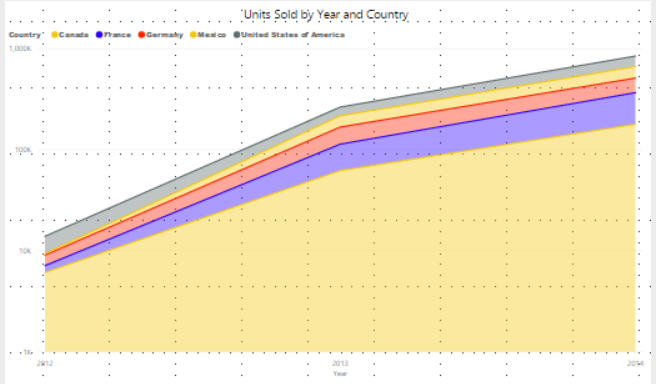 Units Sold by Year and Country
Country Canada France Germany Mexico United States of America
1,000K
100K
10K
1K
2012 2013 2014
Year